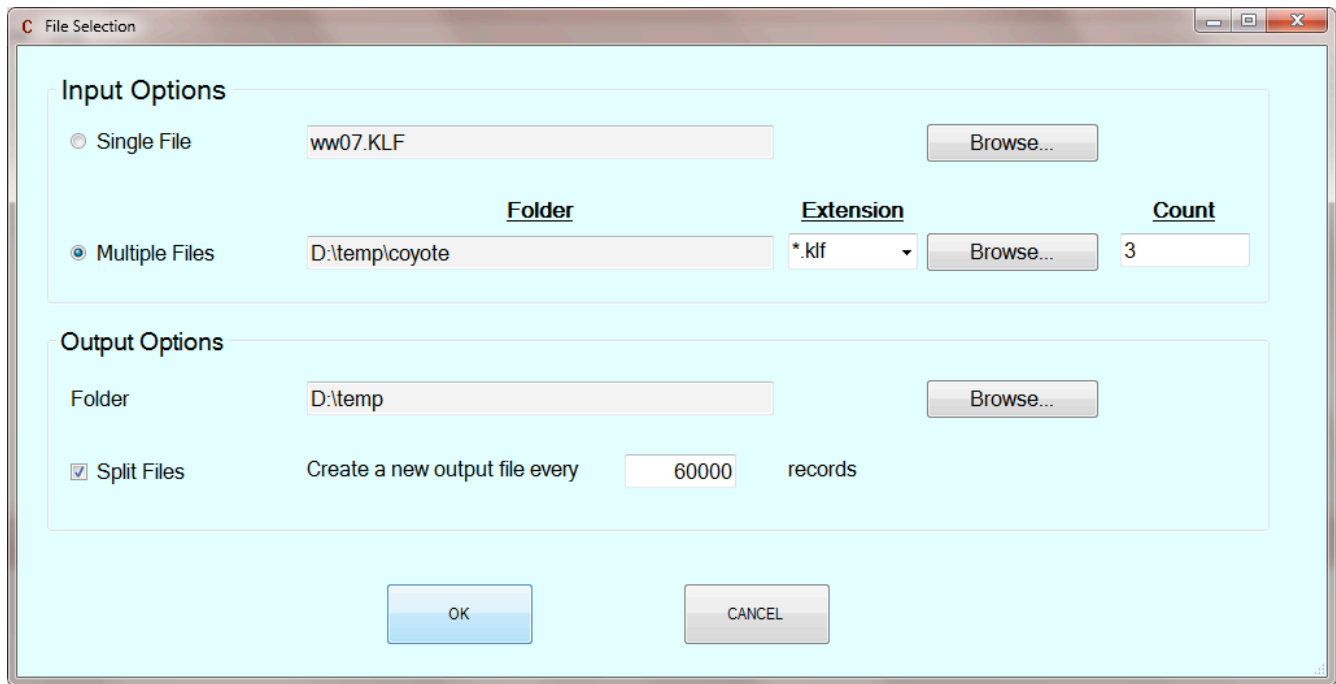 C File Selection
Input Options
Single File ww07.KLF Browse...
Folder Extension Count
Multiple Files D:\temp\coyote *.klf Browse... 3
Output Options
Folder D:\temp Browse...
Split Files Create a new output file every 60000 records
OK CANCEL